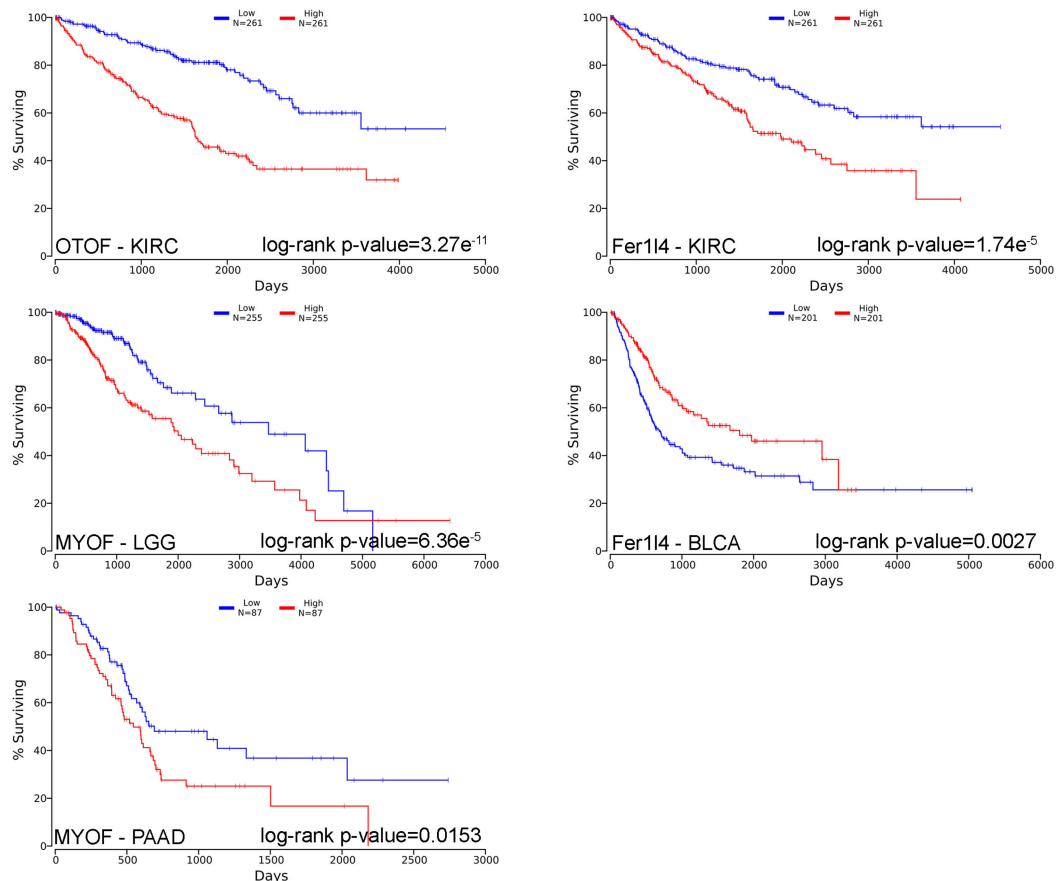 Low High
N=261 N=261
100
80
60
40
20
0
% Surviving
OTOF - KIRC log-rank p-value=3.27e-11
0 1000 2000 3000 4000 5000
Days
Low High
N=261 N=261
100
80
60
40
20
0
% Surviving
Fer1l4 - KIRC log-rank p-value=1.74e-5
0 1000 2000 3000 4000 5000
Days
Low High
N=255 N=255
100
80
60
40
20
0
% Surviving
MYOF - LGG log-rank p-value=6.36e-5
0 1000 2000 3000 4000 5000 6000 7000
Days
Low High
N=201 N=201
100
80
60
40
20
0
% Surviving
Fer1l4 - BLCA log-rank p-value=0.0027
0 1000 2000 3000 4000 5000 6000
Days
Low High
N=87 N=87
100
80
60
40
20
0
% Surviving
MYOF - PAAD log-rank p-value=0.0153
0 500 1000 1500 2000 2500 3000
Days